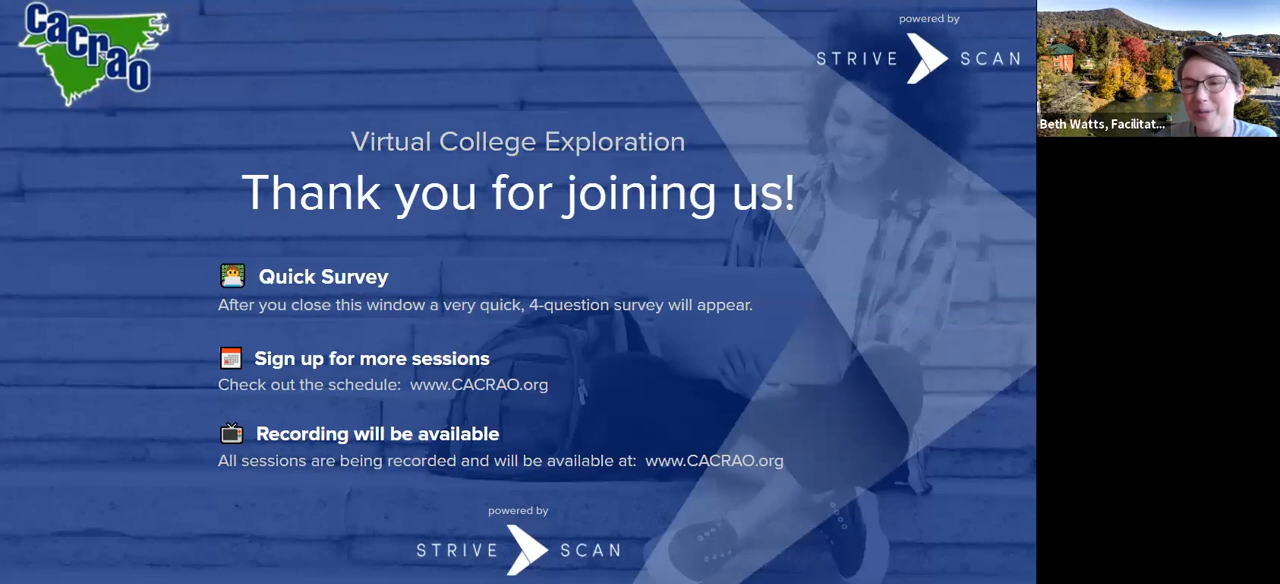 cacrao
powered by
STRIVE SCAN
Beth Watts, Facilitat...
Virtual College Exploration
Thank you for joining us!
Quick Survey
After you close this window a very quick, 4-question survey will appear.
Sign up for more sessions
Check out the schedule: www.CACRAO.org
Recording will be available
All sessions are being recorded and will be available at: www.CACRAO.org
powered by
STRIVE SCAN